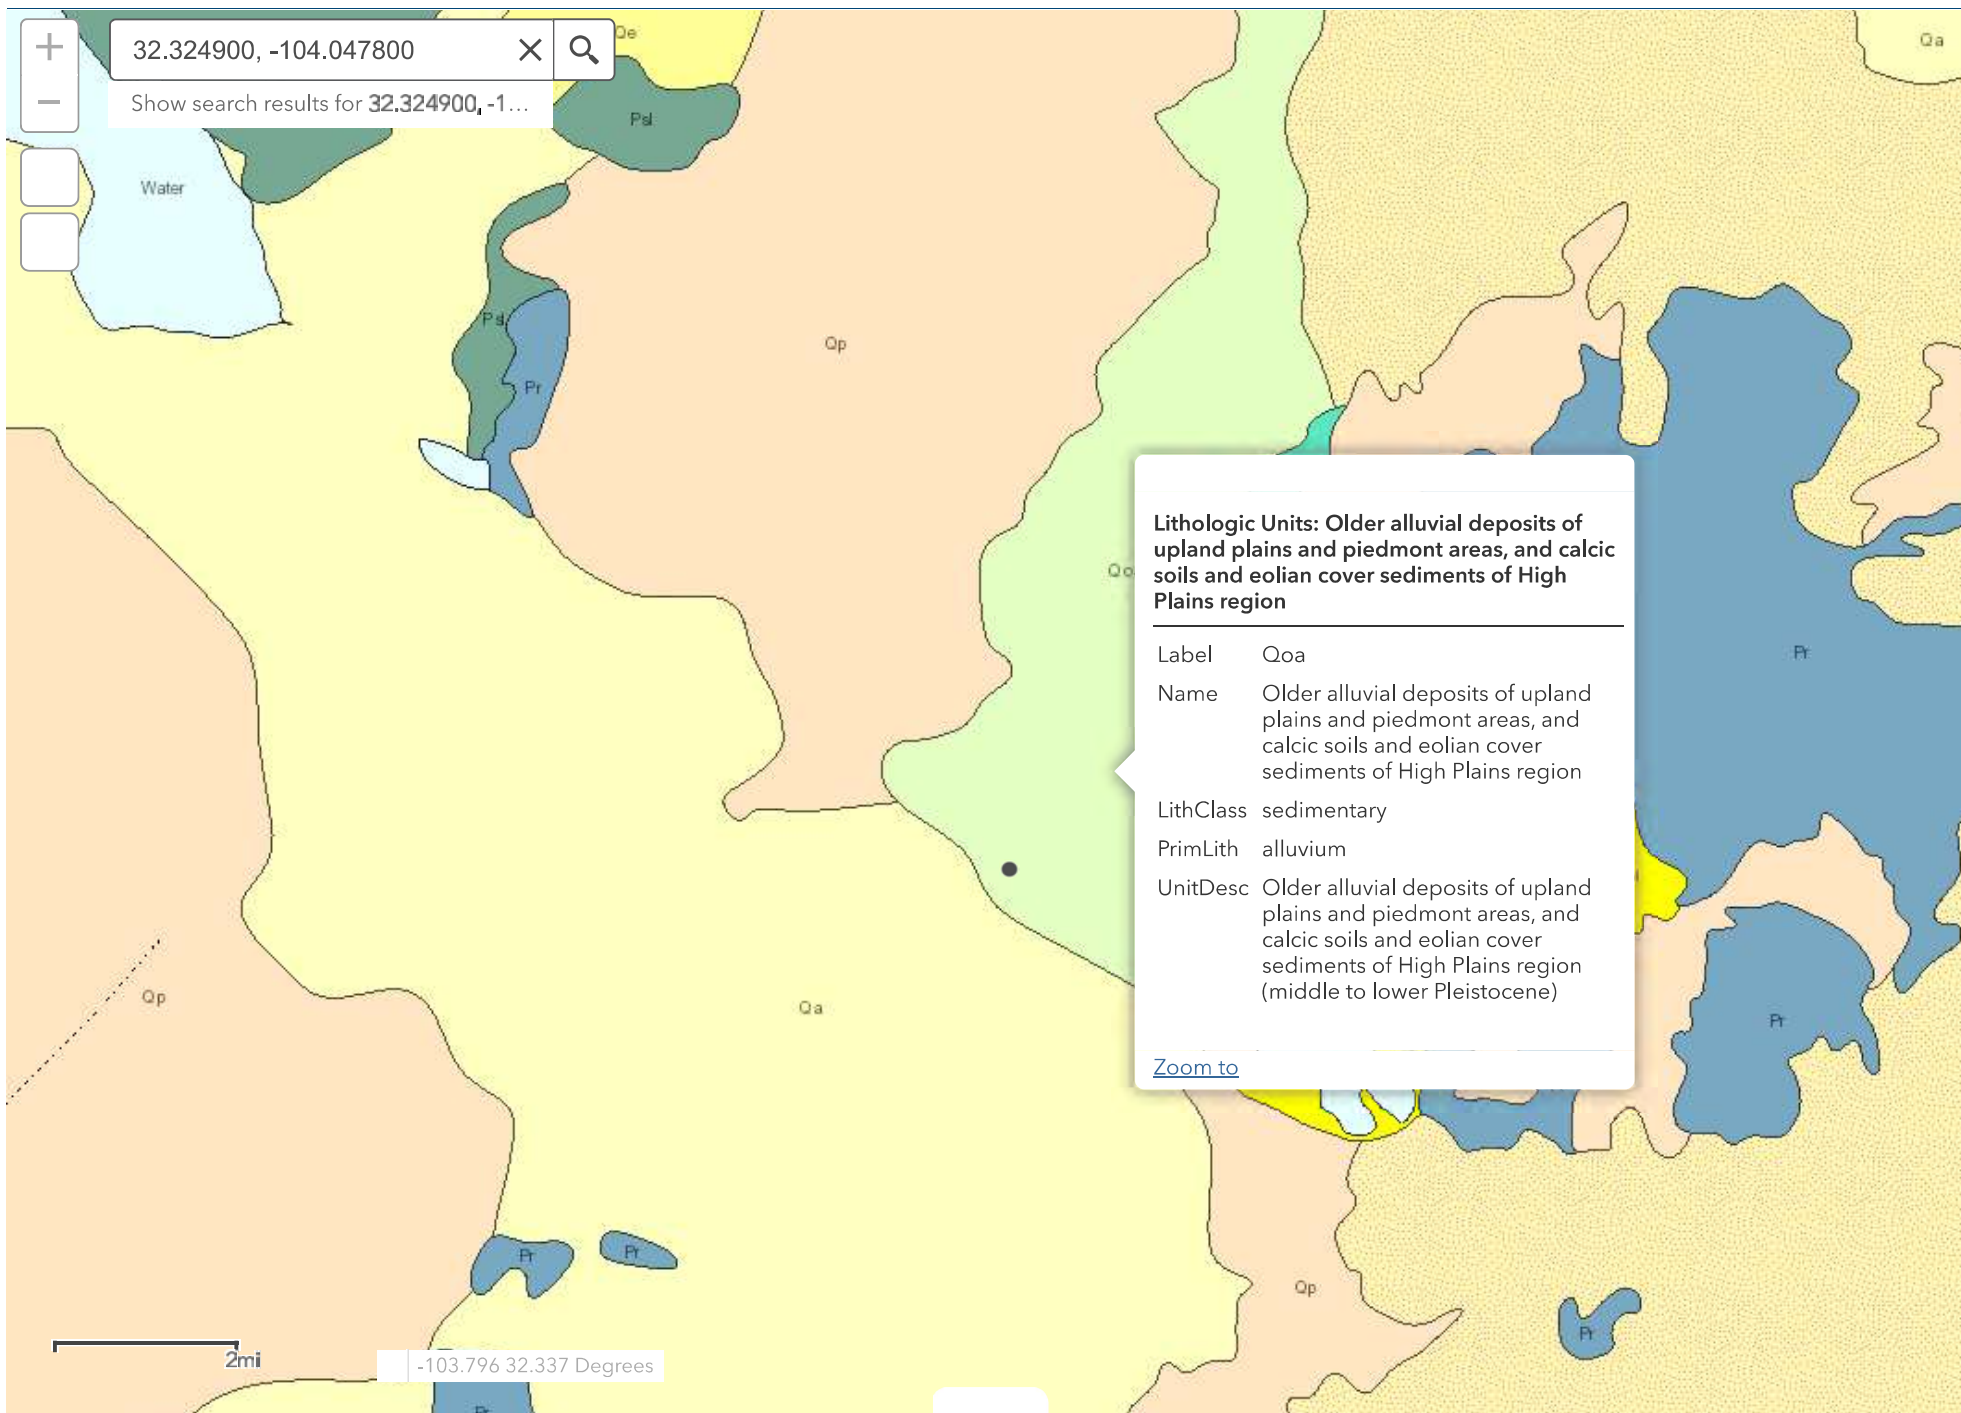 32.324900, -104.047800
Show search results for 32.324900, -1...
Qe
Qa
Psl
Water
Psl
Qp
Pr
Lithologic Units: Older alluvial deposits of
upland plains and piedmont areas, and calcic
soils and eolian cover sediments of High
Plains region
Qo
Label Qoa
Name Older alluvial deposits of upland
plains and piedmont areas, and
calcic soils and eolian cover
sediments of High Plains region
LithClass sedimentary
PrimLith alluvium
UnitDesc Older alluvial deposits of upland
plains and piedmont areas, and
calcic soils and eolian cover
sediments of High Plains region
(middle to lower Pleistocene)
Zoom to
Pr
Qp
Qa
Pr
Pr
Pr
Qp
Pr
2mi
-103.796 32.337 Degrees
Pr